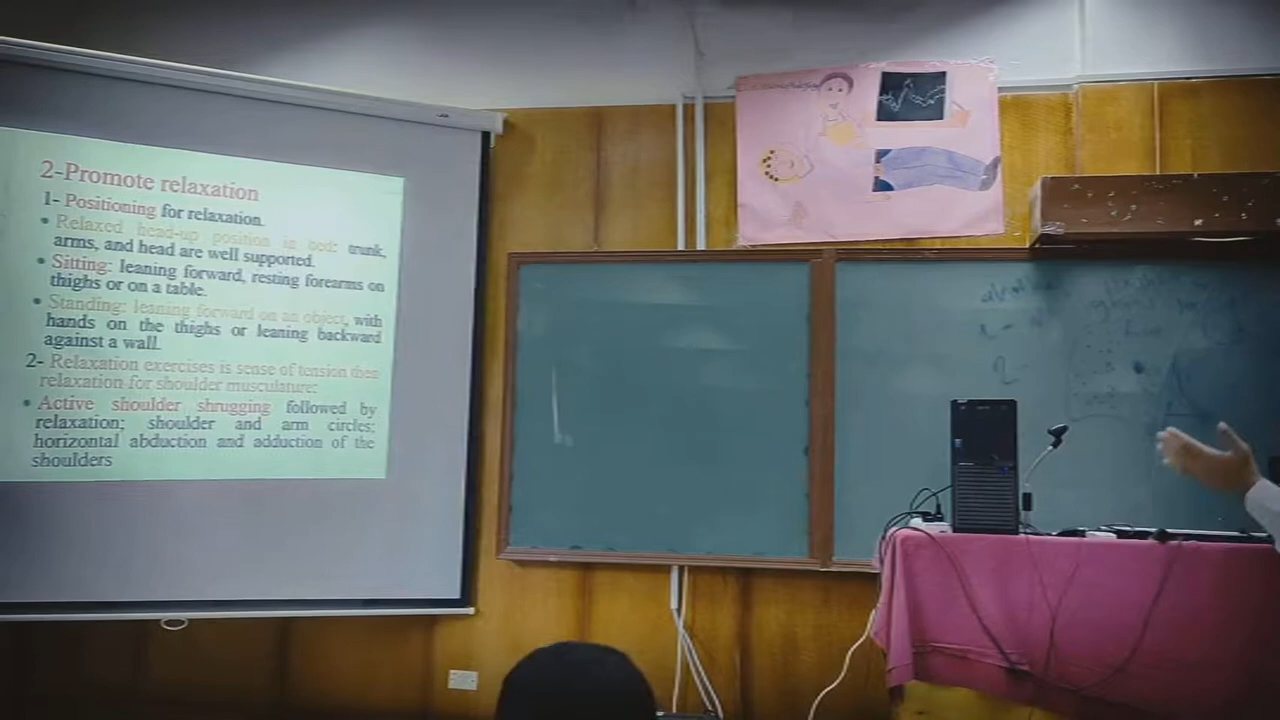 2-Promote relaxation
1- Positioning for relaxation.
• Relaxed head-up position in bed: trunk,
arms, and head are well supported.
• Sitting: leaning forward, resting forearms on
thighs or on a table.
• Standing: leaning forward on an object, with
hands on the thighs or leaning backward
against a wall.
2- Relaxation exercises is sense of tension then
relaxation for shoulder musculature:
• Active shoulder shrugging followed by
relaxation; shoulder and arm circles;
horizontal abduction and adduction of the
shoulders